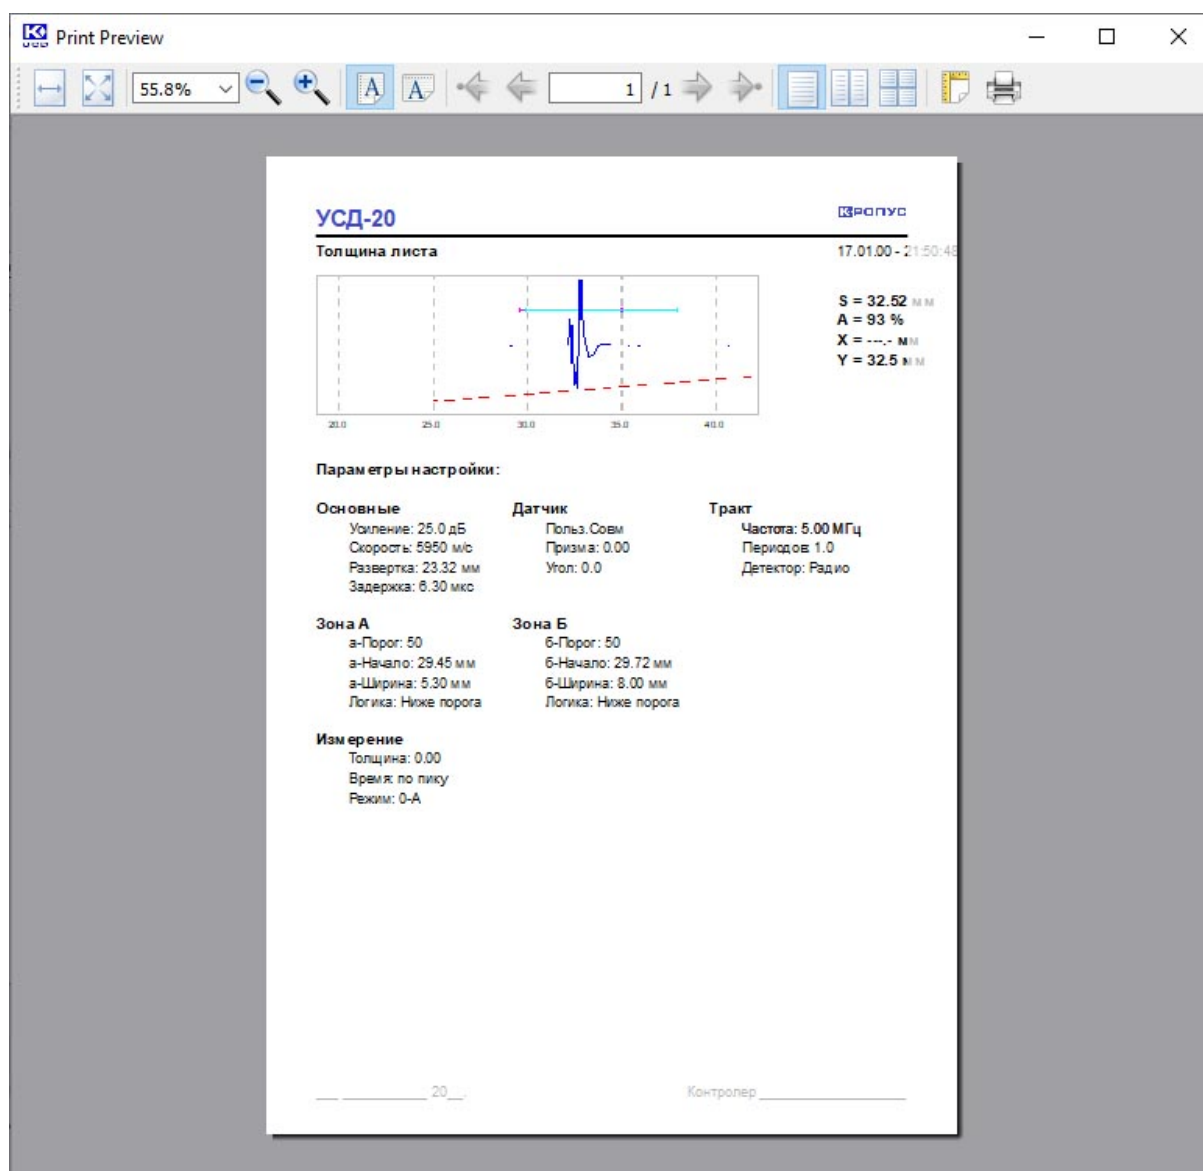 Print Preview
55.8%
1 / 1
УСД-20
КРОПУС
Толщина листа
17.01.00 - 21:50:48
S = 32.52 мм
A = 93 %
X = ---.- мм
Y = 32.5 мм
20.0 25.0 30.0 35.0 40.0
Параметры настройки:
Основные
Усиление: 25.0 дБ
Скорость: 5950 м/с
Развертка: 23.32 мм
Задержка: 6.30 мкс
Датчик
Польз.Совм
Призма: 0.00
Угол: 0.0
Тракт
Частота: 5.00 МГц
Периодов: 1.0
Детектор: Радио
Зона А
а-Порог: 50
а-Начало: 29.45 мм
а-Ширина: 5.30 мм
Логика: Ниже порога
Зона Б
б-Порог: 50
б-Начало: 29.72 мм
б-Ширина: 8.00 мм
Логика: Ниже порога
Измерение
Толщина: 0.00
Время: по пику
Режим: 0-А
___ ____________ 20__.
Контролер ____________________